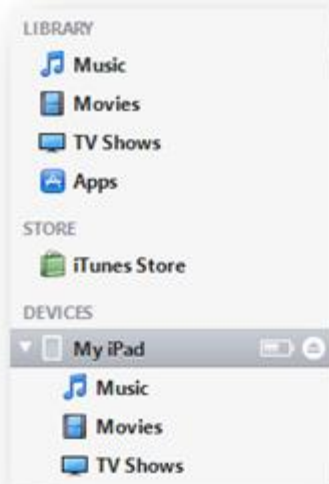 LIBRARY
Music
Movies
TV Shows
Apps
STORE
iTunes Store
DEVICES
My iPad
Music
Movies
TV Shows